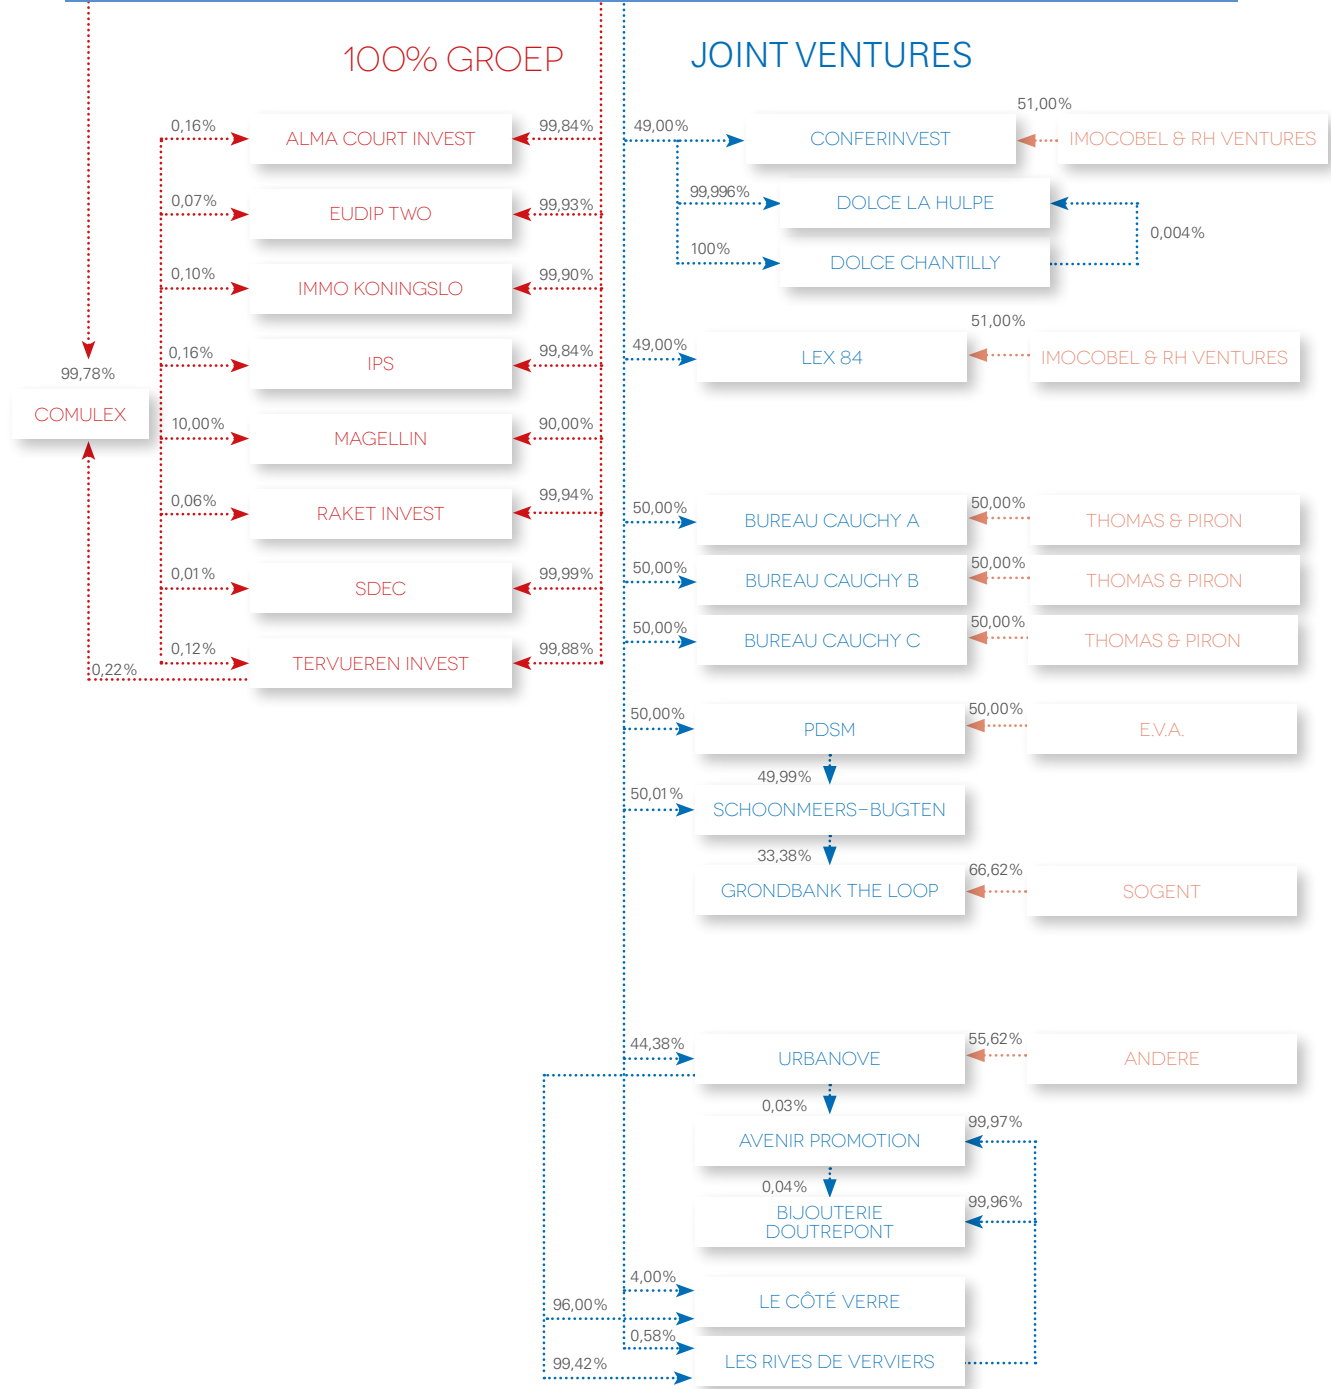 100% GROEP
JOINT VENTURES
0,16%
ALMA COURT INVEST
99,84%
0,07%
EUDIP TWO
99,93%
0,10%
IMMO KONINGSLO
99,90%
0,16%
IPS
99,84%
99,78%
COMULEX
10,00%
MAGELLIN
90,00%
0,06%
RAKET INVEST
99,94%
0,01%
SDEC
99,99%
0,12%
TERVUEREN INVEST
99,88%
0,22%
49,00%
CONFERINVEST
51,00%
IMOCOBEL & RH VENTURES
99,996%
DOLCE LA HULPE
0,004%
100%
DOLCE CHANTILLY
49,00%
LEX 84
51,00%
IMOCOBEL & RH VENTURES
50,00%
BUREAU CAUCHY A
50,00%
THOMAS & PIRON
50,00%
BUREAU CAUCHY B
50,00%
THOMAS & PIRON
50,00%
BUREAU CAUCHY C
50,00%
THOMAS & PIRON
50,00%
PDSM
50,00%
E.V.A.
49,99%
50,01%
SCHOONMEERS-BUGTEN
33,38%
GRONDBANK THE LOOP
66,62%
SOGENT
44,38%
URBANOVE
55,62%
ANDERE
0,03%
AVENIR PROMOTION
99,97%
0,04%
BIJOUTERIE
DOUTREPONT
99,96%
4,00%
LE CÔTÉ VERRE
96,00%
0,58%
LES RIVES DE VERVIERS
99,42%